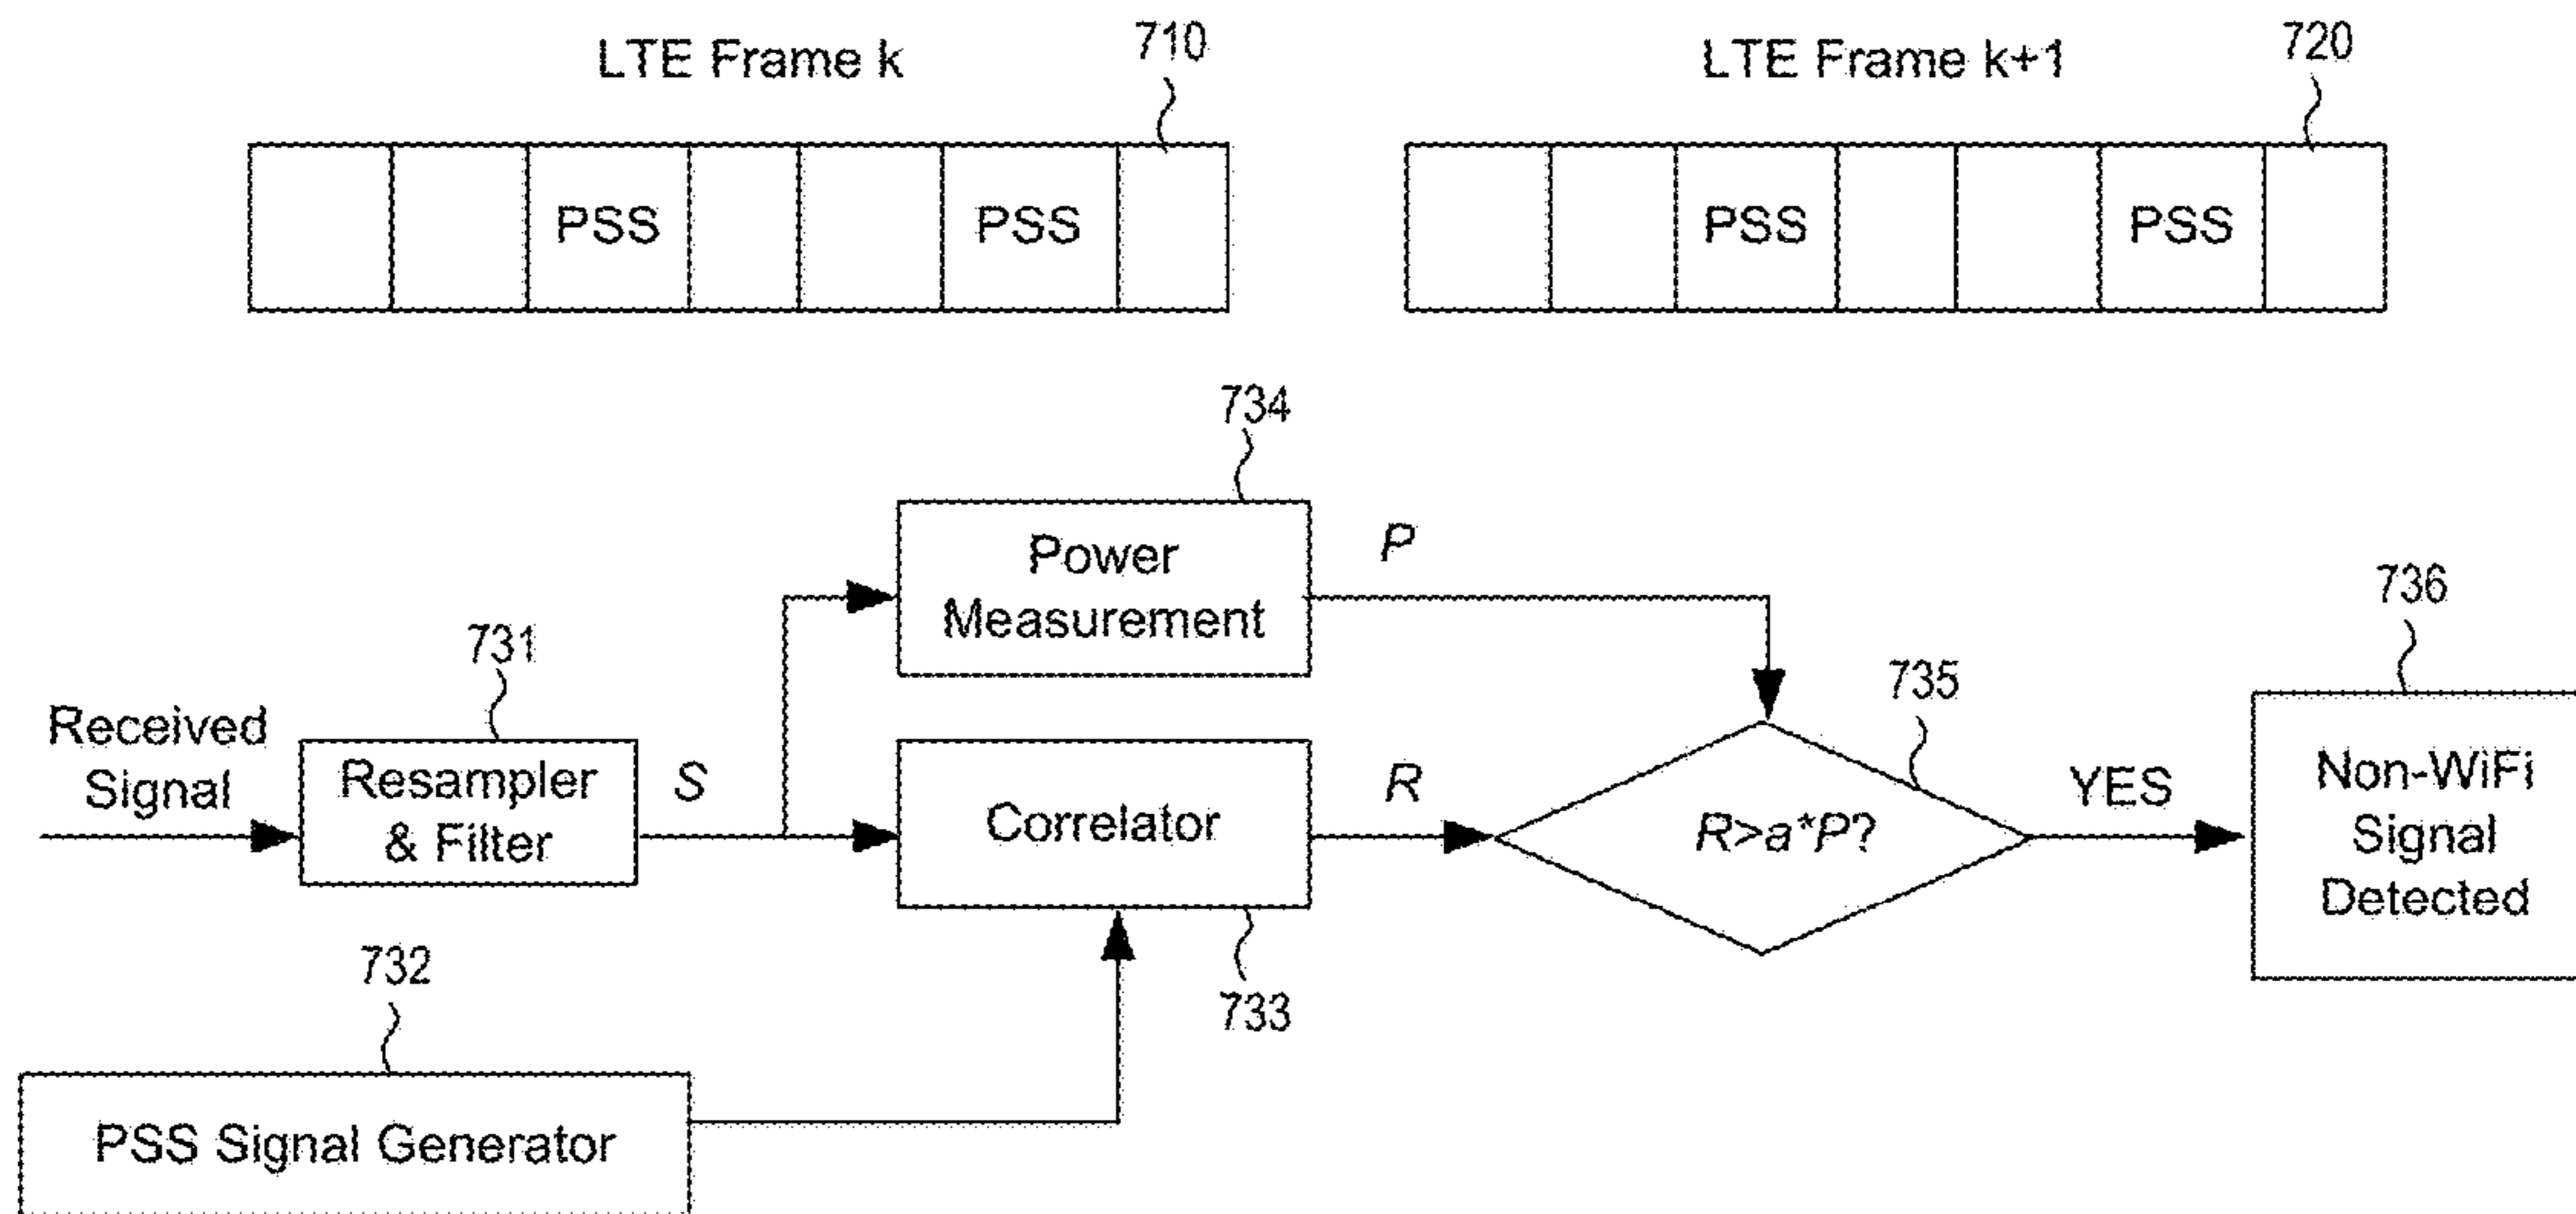 LTE Frame k
710
LTE Frame k+1
720
PSS
PSS
PSS
PSS
734
Power
Measurement
P
731
Received
Signal
Resampler
& Filter
S
Correlator
733
R
735
R>a*P?
YES
736
Non-WiFi
Signal
Detected
732
PSS Signal Generator